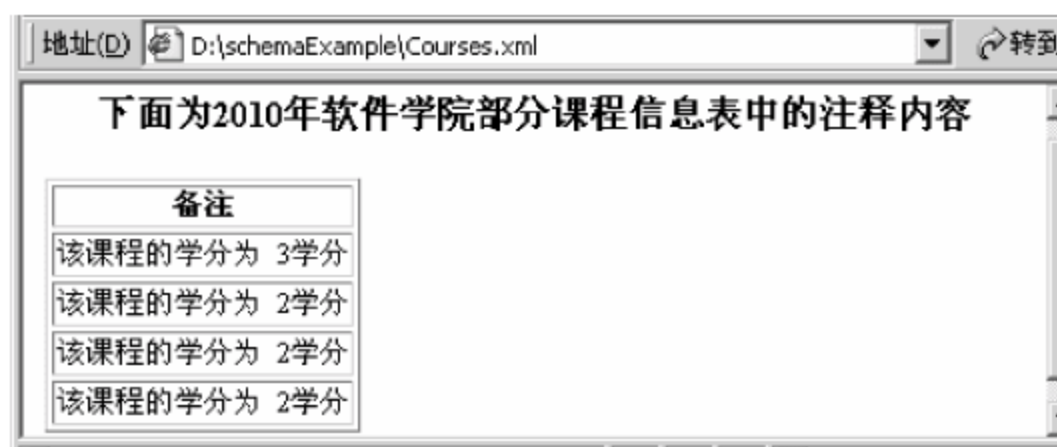 地址(D) D:\schemaExample\Courses.xml 转到
下面为2010年软件学院部分课程信息表中的注释内容
备注
该课程的学分为 3学分
该课程的学分为 2学分
该课程的学分为 2学分
该课程的学分为 2学分